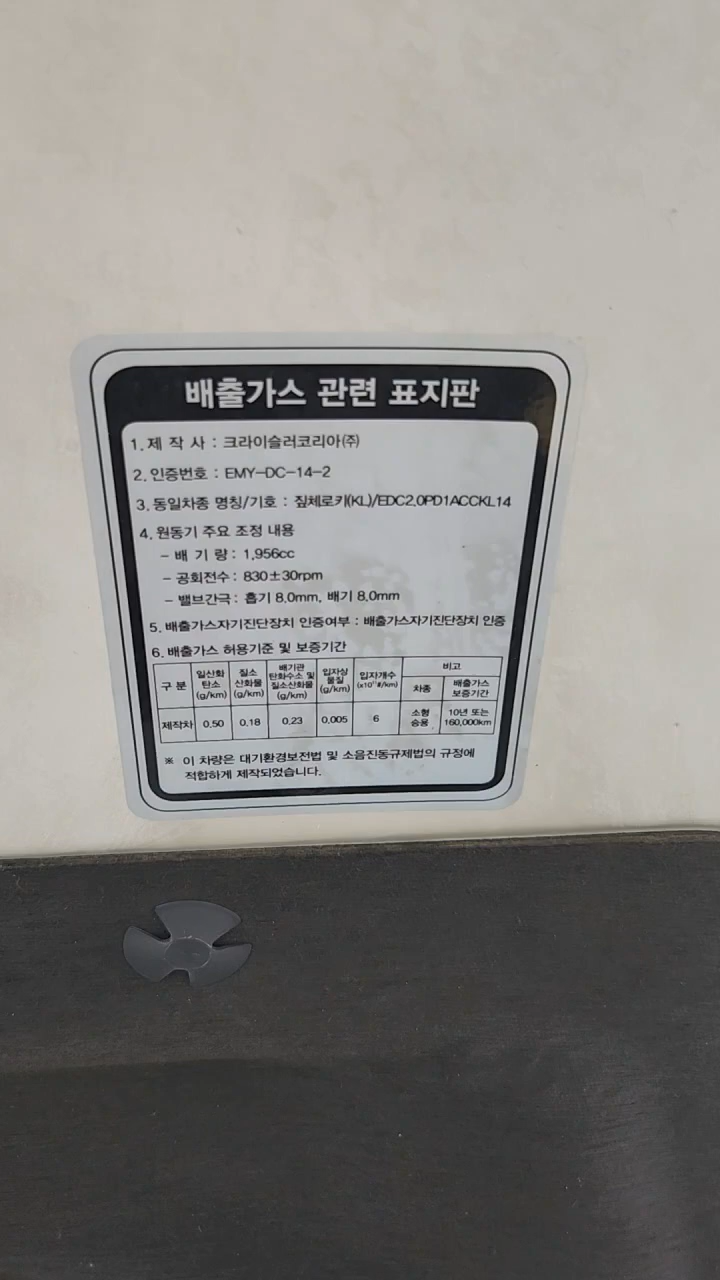 배출가스 관련 표지판
1. 제 작 사 : 크라이슬러코리아(주)
2. 인증번호 : EMY-DC-14-2
3. 동일차종 명칭/기호 : 짚체로키(KL)/EDC2.0PD1ACCKL14
4. 원동기 주요 조정 내용
- 배 기 량 : 1,956cc
- 공회전수 : 830±30rpm
- 밸브간극 : 흡기 8.0mm, 배기 8.0mm
5. 배출가스자기진단장치 인증여부 : 배출가스자기진단장치 인증
6. 배출가스 허용기준 및 보증기간
구 분 일산화탄소 (g/km) 질소산화물 (g/km) 배기관 탄화수소 및 질소산화물 (g/km) 입자상물질 (g/km) 입자개수 비고
차종 배출가스 보증기간
제작차 0.50 0.18 0.23 0.005 6 소형승용 10년 또는 160,000km
※ 이 차량은 대기환경보전법 및 소음진동규제법의 규정에
적합하게 제작되었습니다.